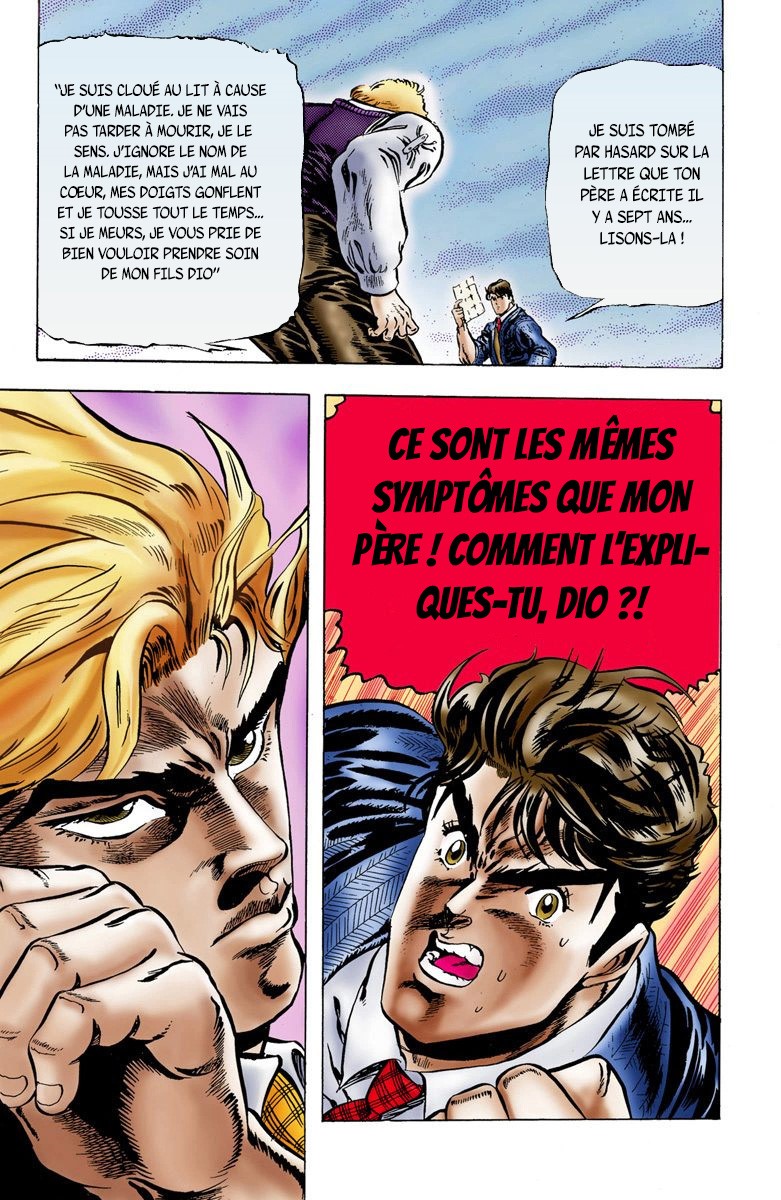 JE SUIS TOMBÉ
PAR HASARD SUR LA
LETTRE QUE TON
PÈRE A ÉCRITE IL
Y A SEPT ANS...
LISONS-LA !
"JE SUIS CLOUÉ AU LIT À CAUSE
D'UNE MALADIE. JE NE VAIS
PAS TARDER À MOURIR, JE LE
SENS. J'IGNORE LE NOM DE
LA MALADIE, MAIS J'AI MAL AU
COEUR, MES DOIGTS GONFLENT
ET JE TOUSSE TOUT LE TEMPS...
SI JE MEURS, JE VOUS PRIE DE
BIEN VOULOIR PRENDRE SOIN
DE MON FILS DIO"
CE SONT LES MÊMES
SYMPTÔMES QUE MON
PÈRE ! COMMENT L'EXPLI-
QUES-TU, DIO ?!